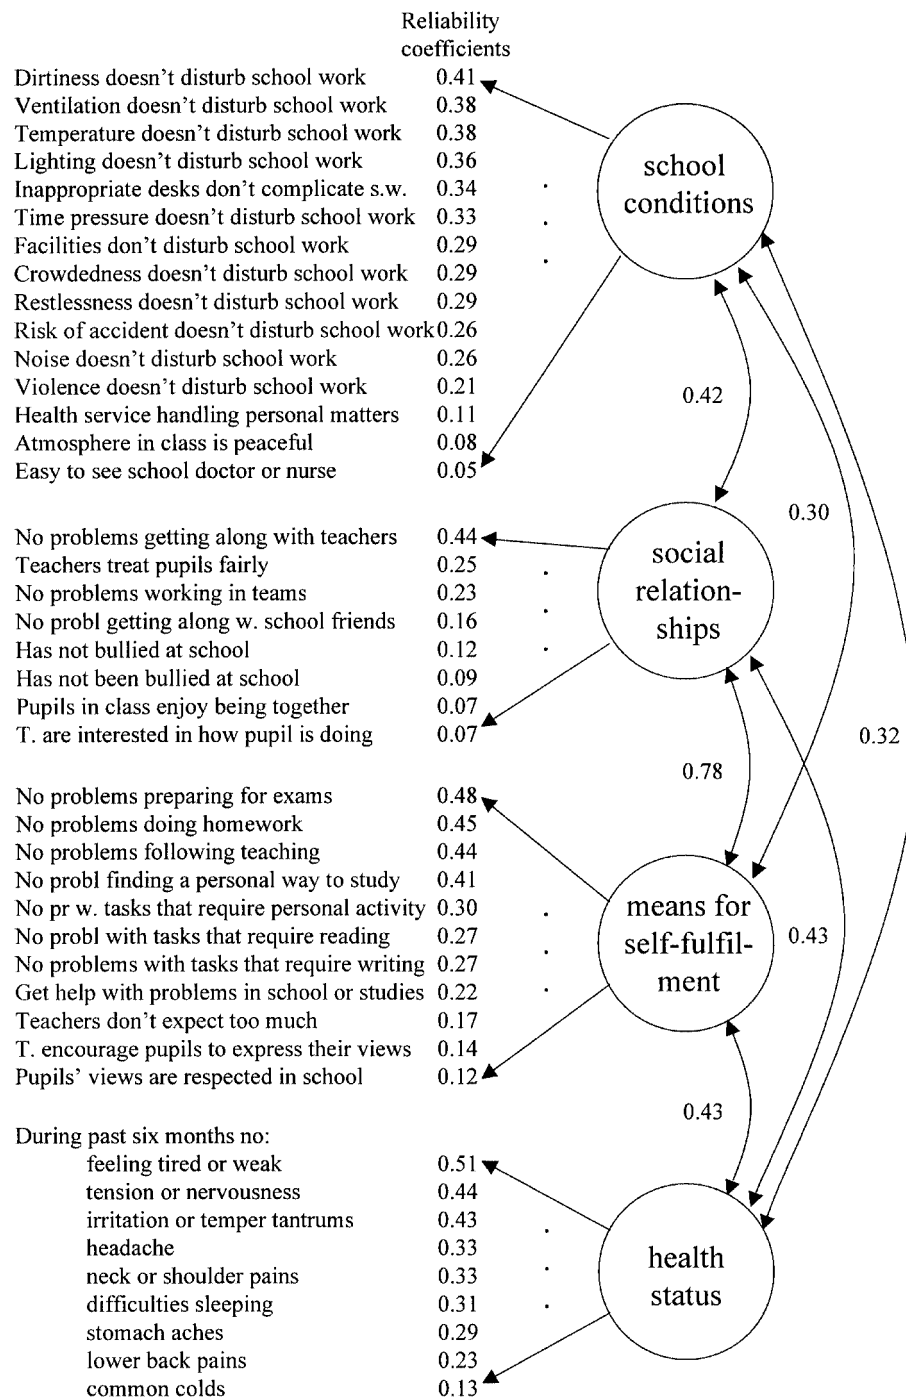 Reliability
coefficients
Dirtiness doesn't disturb school work 0.41
Ventilation doesn't disturb school work 0.38
Temperature doesn't disturb school work 0.38
Lighting doesn't disturb school work 0.36
Inappropriate desks don't complicate s.w. 0.34
Time pressure doesn't disturb school work 0.33
Facilities don't disturb school work 0.29
Crowdedness doesn't disturb school work 0.29
Restlessness doesn't disturb school work 0.29
Risk of accident doesn't disturb school work 0.26
Noise doesn't disturb school work 0.26
Violence doesn't disturb school work 0.21
Health service handling personal matters 0.11
Atmosphere in class is peaceful 0.08
Easy to see school doctor or nurse 0.05
school
conditions
0.42
0.30
No problems getting along with teachers 0.44
Teachers treat pupils fairly 0.25
No problems working in teams 0.23
No probl getting along w. school friends 0.16
Has not bullied at school 0.12
Has not been bullied at school 0.09
Pupils in class enjoy being together 0.07
T. are interested in how pupil is doing 0.07
social
relation-
ships
0.32
0.78
No problems preparing for exams 0.48
No problems doing homework 0.45
No problems following teaching 0.44
No probl finding a personal way to study 0.41
No pr w. tasks that require personal activity 0.30
No probl with tasks that require reading 0.27
No problems with tasks that require writing 0.27
Get help with problems in school or studies 0.22
Teachers don't expect too much 0.17
T. encourage pupils to express their views 0.14
Pupils' views are respected in school 0.12
means for
self-fulfil-
ment
0.43
0.43
During past six months no:
feeling tired or weak 0.51
tension or nervousness 0.44
irritation or temper tantrums 0.43
headache 0.33
neck or shoulder pains 0.33
difficulties sleeping 0.31
stomach aches 0.29
lower back pains 0.23
common colds 0.13
health
status